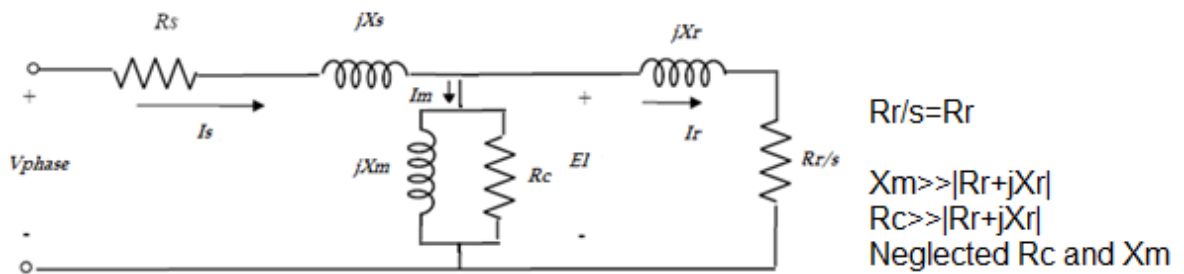 Rs
jXs
jXr
+
Is
Im
+
Ir
Vphase
jXm
Rc
E1
Rr/s
-
-
Rr/s=Rr
Xm>>|Rr+jXr|
Rc>>|Rr+jXr|
Neglected Rc and Xm